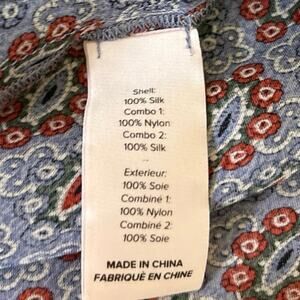 Shell:
100% Silk
Combo 1:
100% Nylon
Combo 2:
100% Silk
...
Exterieur:
100% Soie
Combiné 1:
100% Nylon
Combiné 2:
100% Soie
MADE IN CHINA
FABRIQUÉ EN CHINE